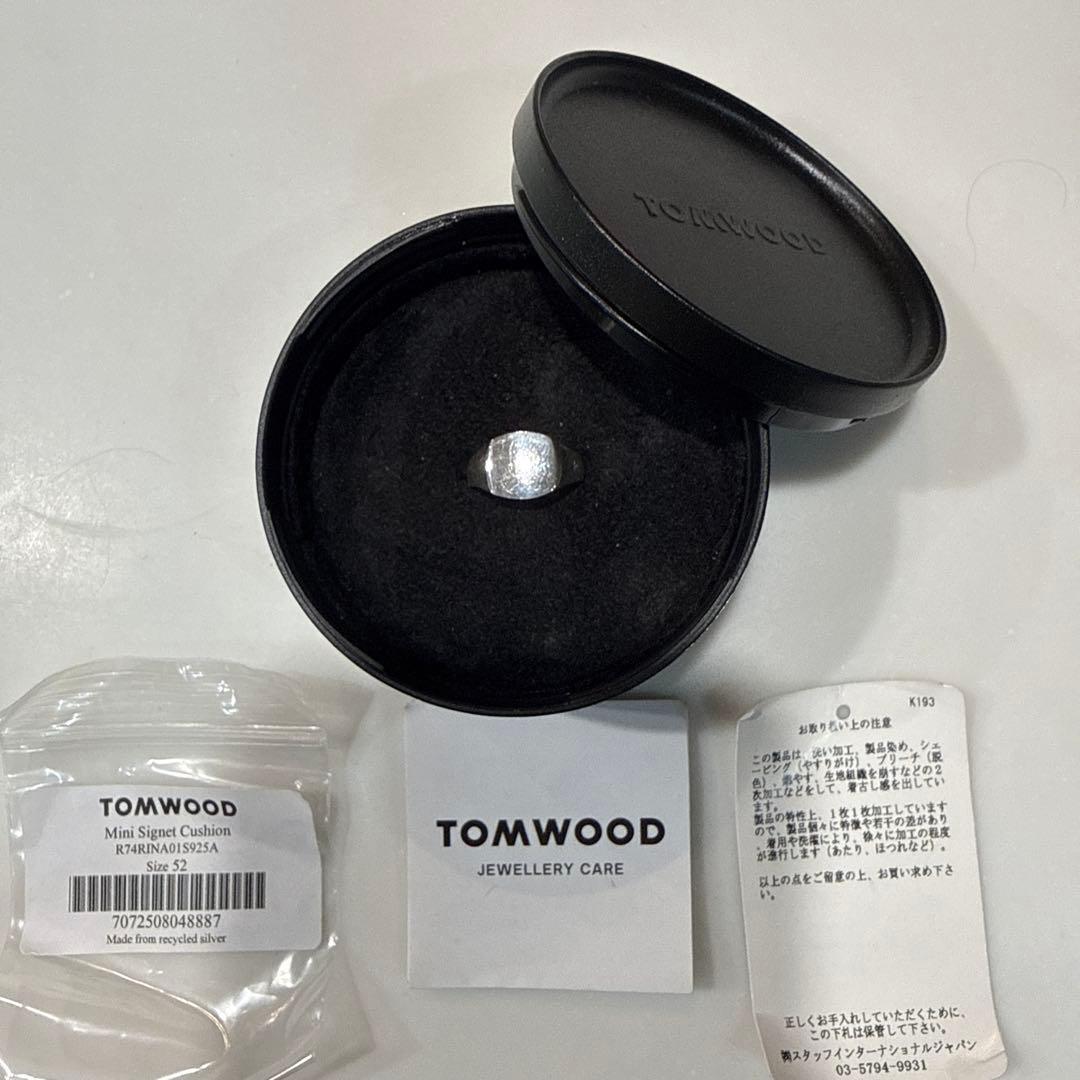 TOMWOOD
TOMWOOD
Mini Signet Cushion
R74RINA01S925A
Size 52
7072508048887
Made from recycled silver
TOMWOOD
JEWELLERY CARE
K193
お取り扱い上の注意
この製品は、洗い加工、製品染め、シェ
ービング（やすりがけ）、ブリーチ（脱
色）、燃やす、生地組織を崩すなどの２
次加工などをして、着古し感を出してい
ます。
製品の特性上、１枚１枚加工しています
ので、製品個々に特徴や若干の差があり
、着用や洗濯により、徐々に加工の程度
が進行します（あたり、ほつれなど）。
以上の点をご留意の上、お買い求め下さ
い。
正しくお手入れしていただくために、
この下札は保管して下さい。
㈱スタッフインターナショナルジャパン
03-5794-9931